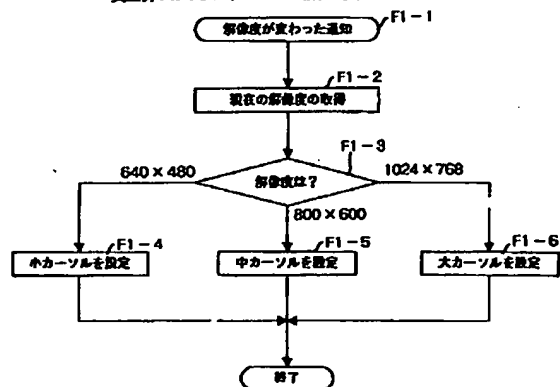 解像度が変わった通知
F1-1
F1-2
現在の解像度の取得
F1-3
640×480
解像度は?
1024×768
800×600
F1-4
F1-5
F1-6
小カーソルを設定
中カーソルを設定
大カーソルを設定
終了